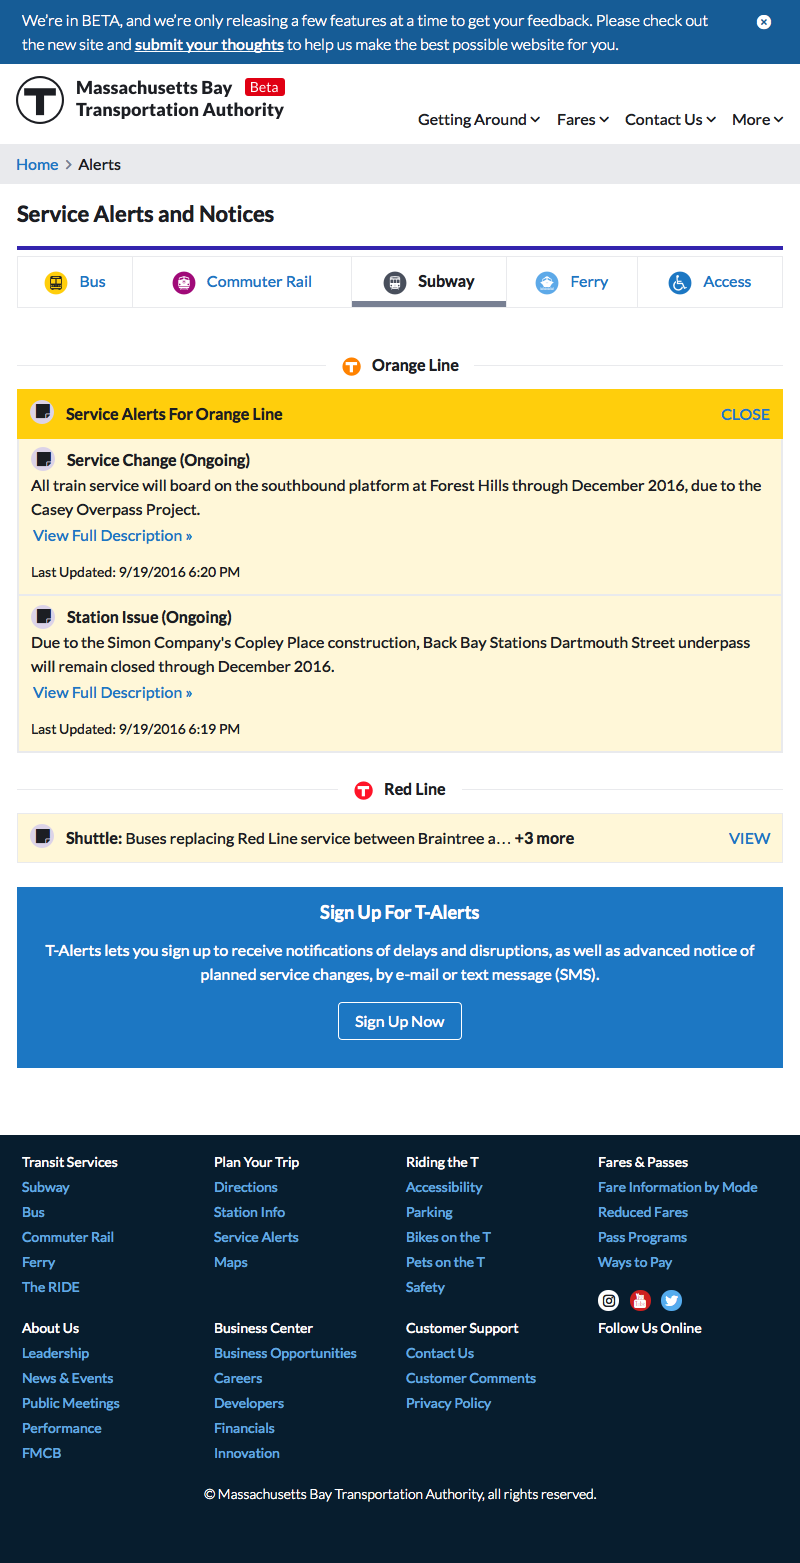 We're in BETA, and we're only releasing a few features at a time to get your feedback. Please check out
the new site and submit your thoughts to help us make the best possible website for you.
Massachusetts Bay Beta
Transportation Authority
Getting Around Fares Contact Us More
Home > Alerts
Service Alerts and Notices
Bus Commuter Rail Subway Ferry Access
T Orange Line
Service Alerts For Orange Line CLOSE
Service Change (Ongoing)
All train service will board on the southbound platform at Forest Hills through December 2016, due to the
Casey Overpass Project.
View Full Description »
Last Updated: 9/19/2016 6:20 PM
Station Issue (Ongoing)
Due to the Simon Company's Copley Place construction, Back Bay Stations Dartmouth Street underpass
will remain closed through December 2016.
View Full Description »
Last Updated: 9/19/2016 6:19 PM
T Red Line
Shuttle: Buses replacing Red Line service between Braintree a… +3 more VIEW
Sign Up For T-Alerts
T-Alerts lets you sign up to receive notifications of delays and disruptions, as well as advanced notice of
planned service changes, by e-mail or text message (SMS).
Sign Up Now
Transit Services
Subway
Bus
Commuter Rail
Ferry
The RIDE
Plan Your Trip
Directions
Station Info
Service Alerts
Maps
Riding the T
Accessibility
Parking
Bikes on the T
Pets on the T
Safety
Fares & Passes
Fare Information by Mode
Reduced Fares
Pass Programs
Ways to Pay
Follow Us Online
About Us
Leadership
News & Events
Public Meetings
Performance
FMCB
Business Center
Business Opportunities
Careers
Developers
Financials
Innovation
Customer Support
Contact Us
Customer Comments
Privacy Policy
© Massachusetts Bay Transportation Authority, all rights reserved.